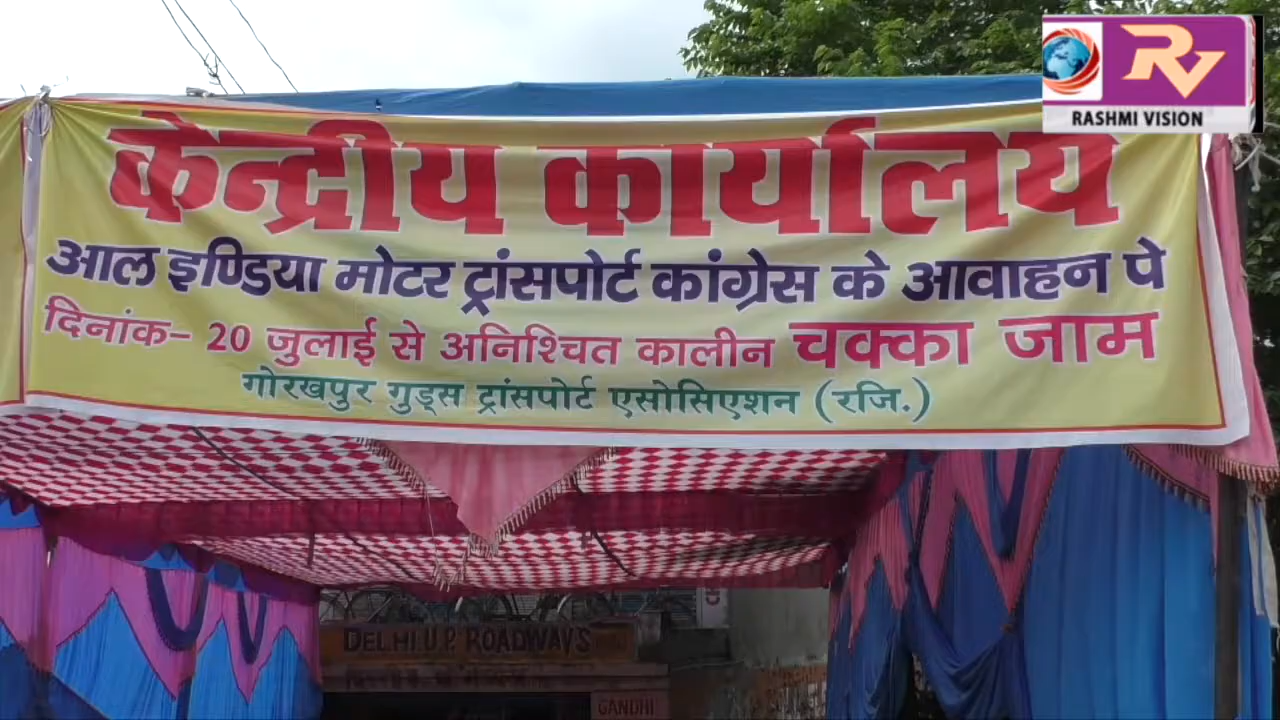 RV
RASHMI VISION
केन्द्रीय कार्यालय
आल इण्डिया मोटर ट्रांसपोर्ट कांग्रेस के आवाहन पे
दिनांक– 20 जुलाई से अनिश्चित कालीन चक्का जाम
गोरखपुर गुड्स ट्रांसपोर्ट एसोसिएशन (रजि.)
DELHI U.P. ROADWAYS
GANDHI